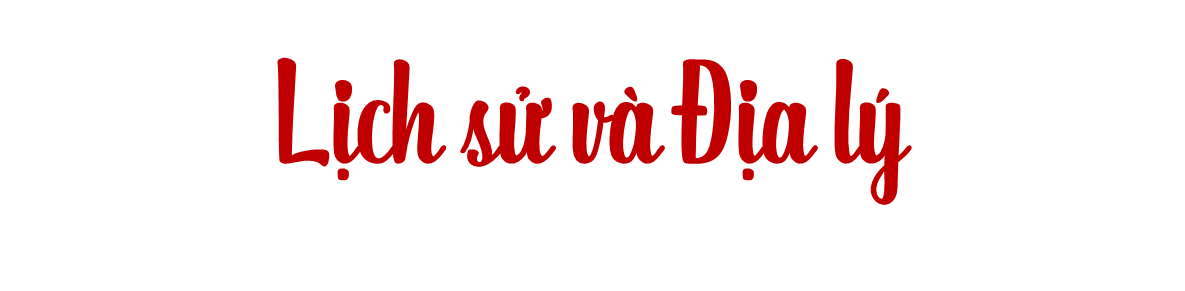 Lịch sử và Địa lý